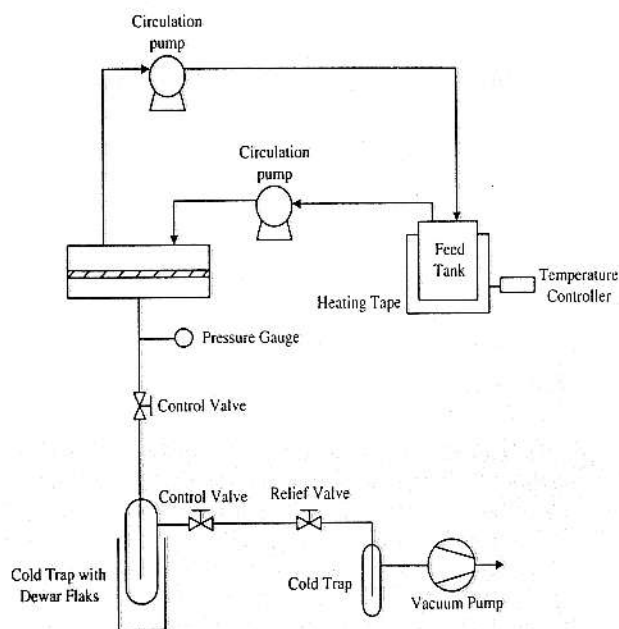 Circulation
pump
Circulation
pump
Feed
Tank
Heating Tape
Temperature
Controller
Pressure Gauge
Control Valve
Control Valve
Relief Valve
Cold Trap with
Dewar Flaks
Cold Trap
Vacuum Pump